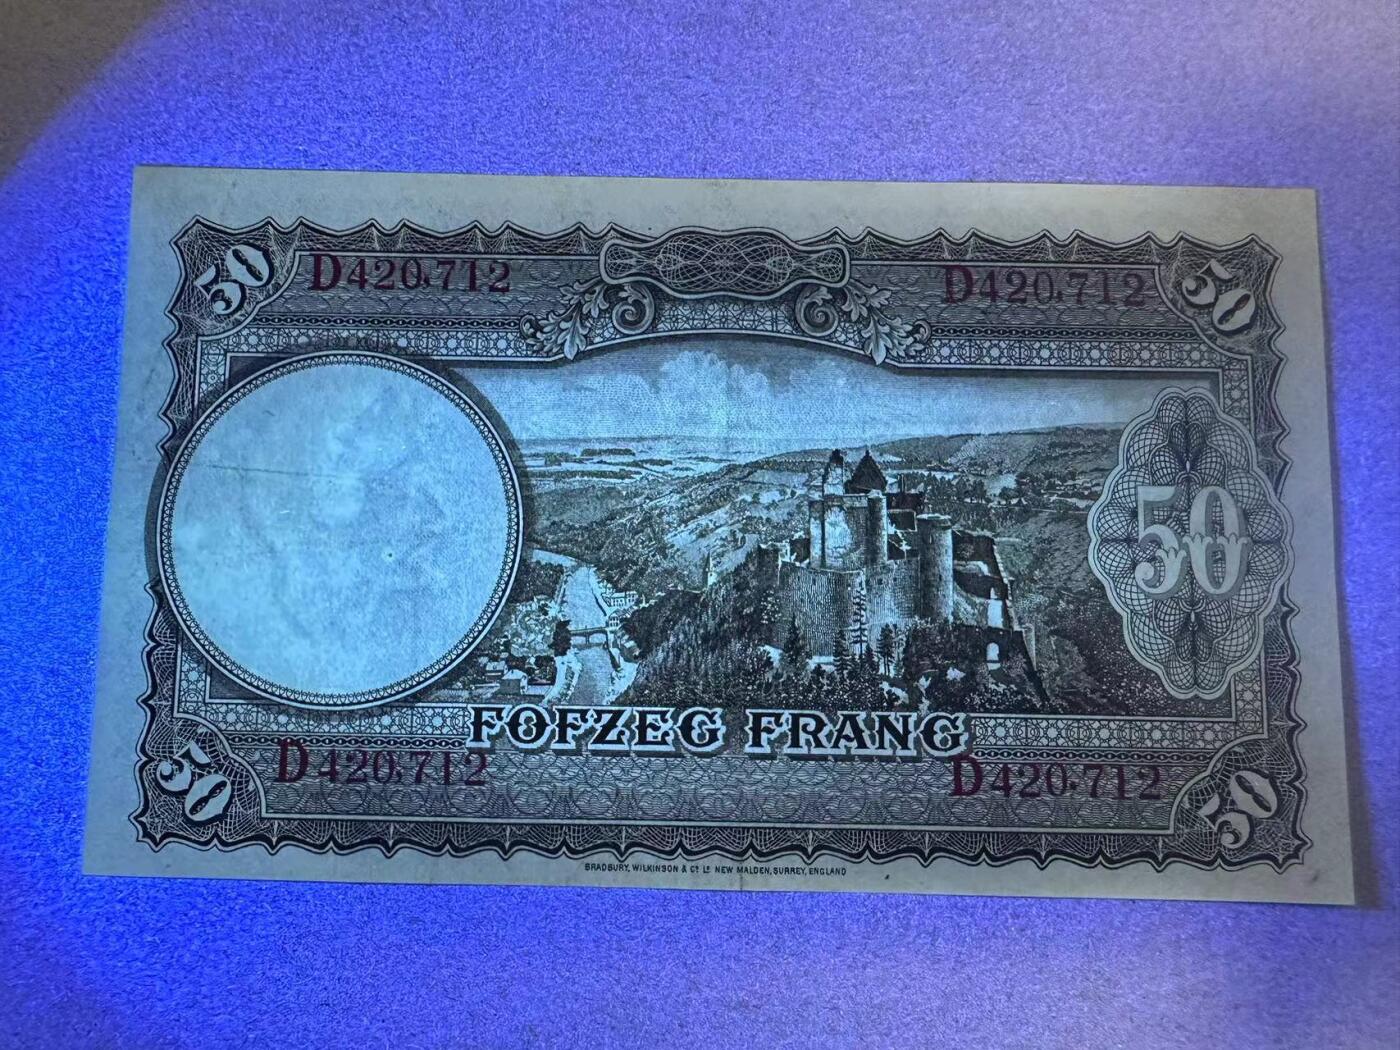 50 D420,712 D420,712 50
50
FOFZEG FRANG
50 D420,712 D420,712 50
BRADBURY, WILKINSON & Cº Lᴰ NEW MALDEN, SURREY, ENGLAND